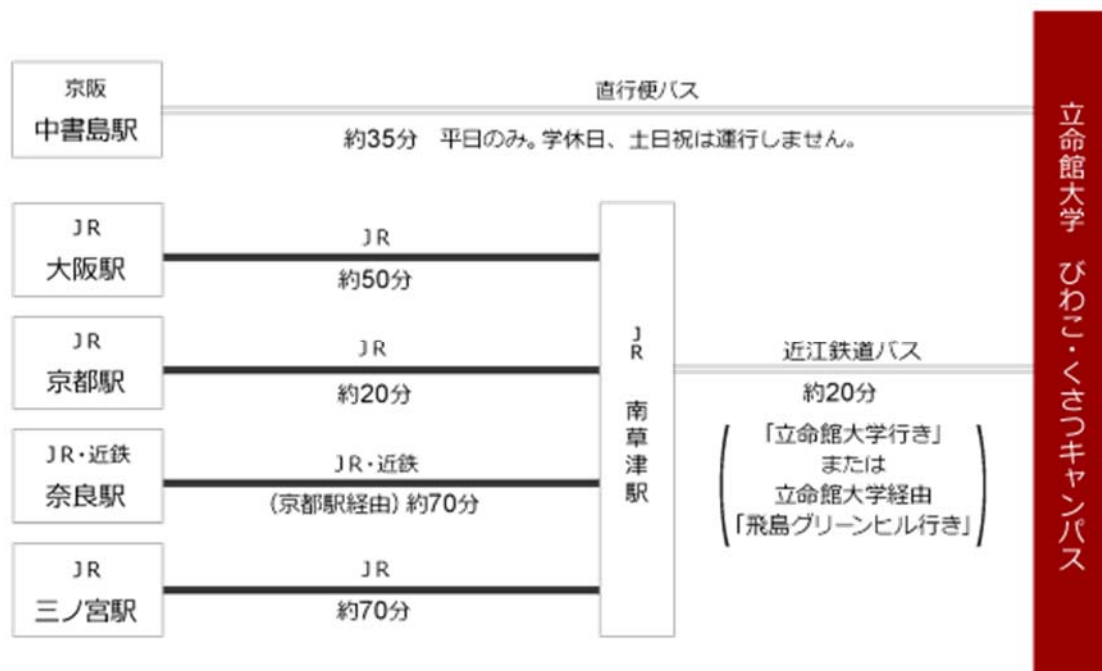 京阪
中書島駅
直行便バス
約35分　平日のみ。学休日、土日祝は運行しません。
JR
大阪駅
JR
約50分
JR
京都駅
JR
約20分
JR・近鉄
奈良駅
JR・近鉄
(京都駅経由) 約70分
JR
三ノ宮駅
JR
約70分
JR　南草津駅
近江鉄道バス
約20分
「立命館大学行き」
または
立命館大学経由
「飛島グリーンヒル行き」
立命館大学　びわこ・くさつキャンパス